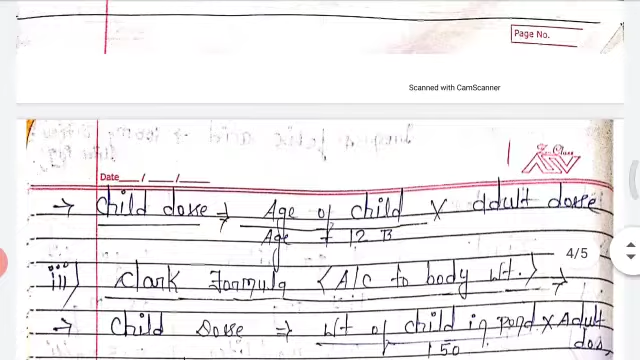 Page No.
Scanned with CamScanner
Date
4/5
→ Child dose ⇒ Age of child × Adult dose
Age + 12
iii) Clark Formula <A/C to body wt.> →
→ Child Dose ⇒ Wt of child in pond × Adult
150 dos,